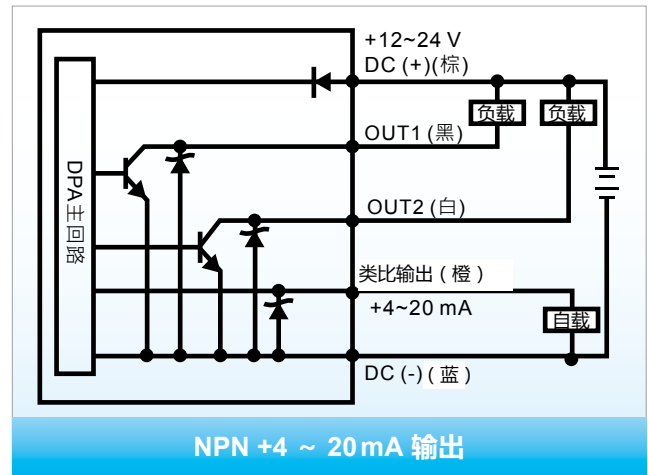 +12~24 V
DC (+)(棕)
负载
负载
OUT1 (黑)
DPA主回路
OUT2 (白)
类比输出 ( 橙 )
+4~20 mA
自载
DC (-) ( 蓝 )
NPN +4 ～ 20 mA 输出